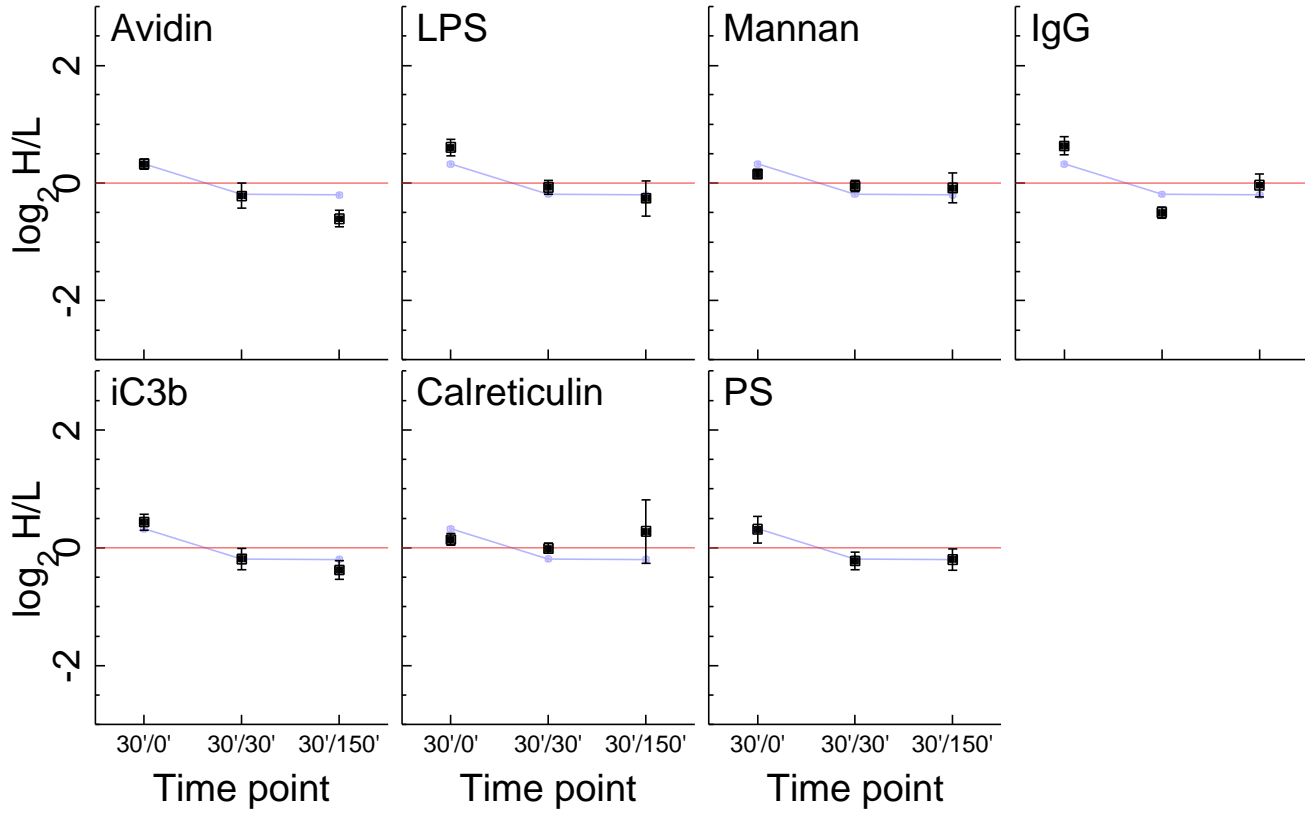 Avidin LPS Mannan IgG
2
0
-2
log2 H/L
iC3b Calreticulin PS
2
0
-2
log2 H/L
30'/0' 30'/30' 30'/150' 30'/0' 30'/30' 30'/150' 30'/0' 30'/30' 30'/150'
Time point Time point Time point